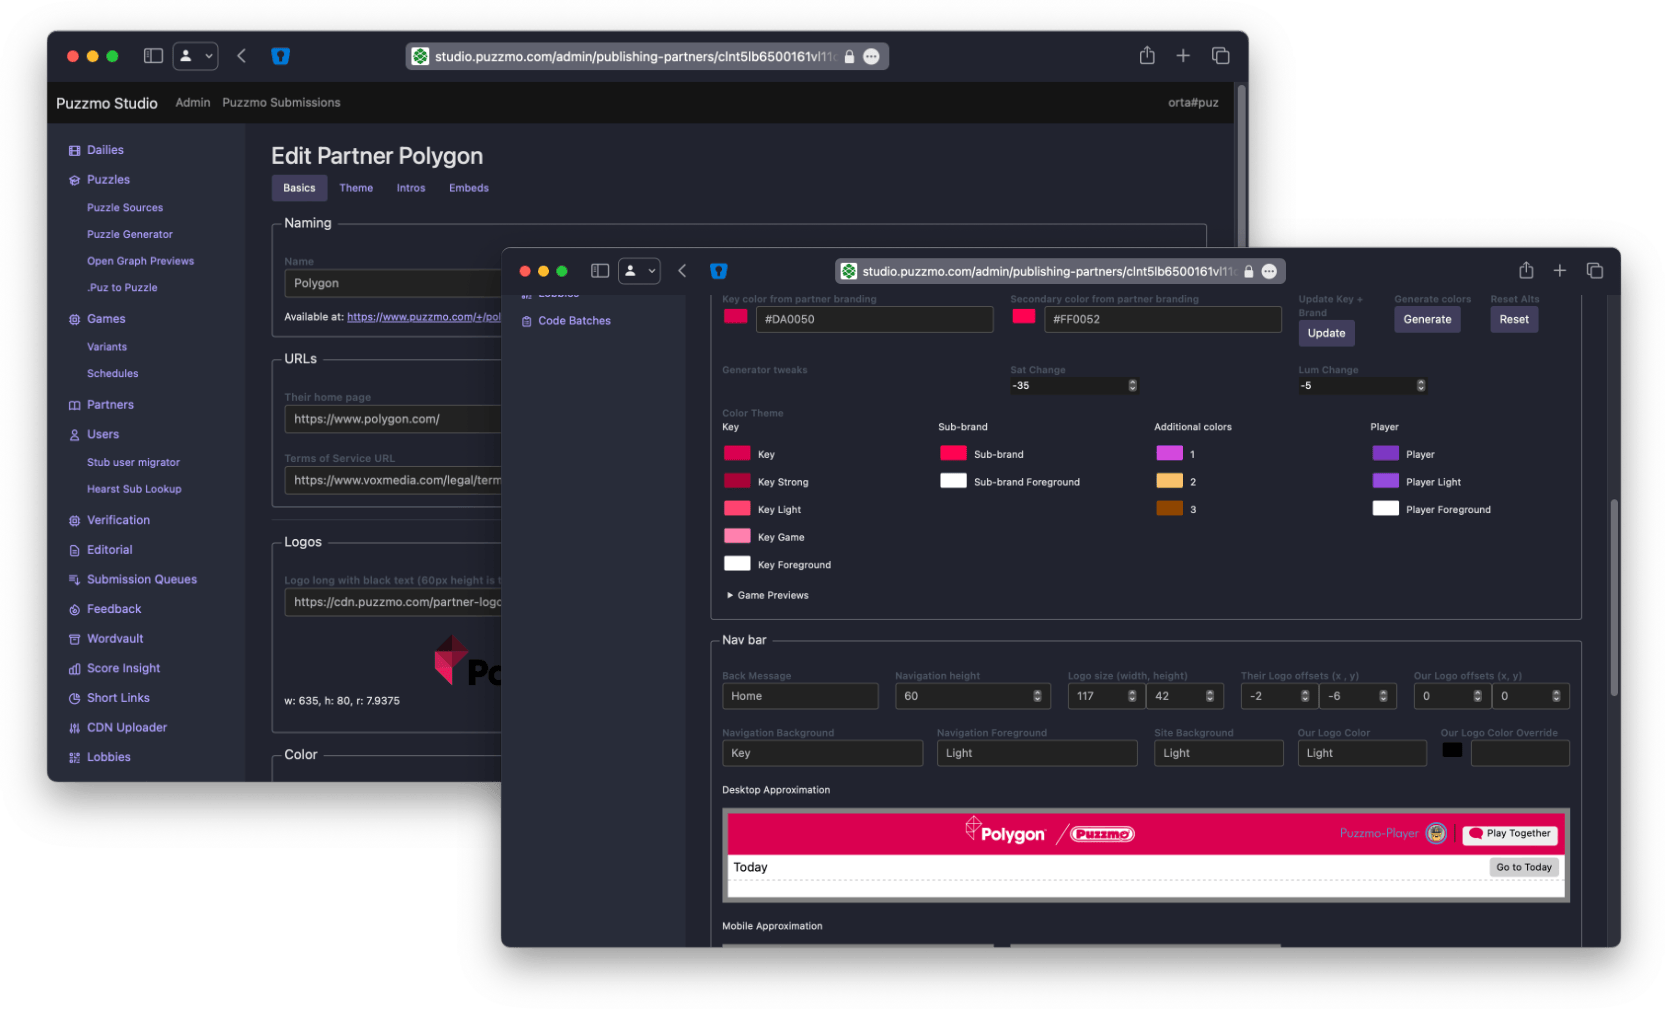 studio.puzzmo.com/admin/publishing-partners/clnt5lb6500161vl11c
Puzzmo Studio Admin Puzzmo Submissions orta#puz
Dailies
Puzzles
Puzzle Sources
Puzzle Generator
Open Graph Previews
.Puz to Puzzle
Games
Variants
Schedules
Partners
Users
Stub user migrator
Hearst Sub Lookup
Verification
Editorial
Submission Queues
Feedback
Wordvault
Score Insight
Short Links
CDN Uploader
Lobbies
Edit Partner Polygon
Basics Theme Intros Embeds
Naming
Name
Polygon
Available at: https://www.puzzmo.com/+/pol
URLs
Their home page
https://www.polygon.com/
Terms of Service URL
https://www.voxmedia.com/legal/term
Logos
Logo long with black text (60px height is t
https://cdn.puzzmo.com/partner-logo
Po
w: 635, h: 80, r: 7.9375
Color
studio.puzzmo.com/admin/publishing-partners/clnt5lb6500161vl11c
Lobbies
Code Batches
Key color from partner branding Secondary color from partner branding Update Key + Brand Generate colors Reset Alts
#DA0050 #FF0052 Update Generate Reset
Generator tweaks Sat Change Lum Change
-35 -5
Color Theme
Key Sub-brand Additional colors Player
Key Sub-brand 1 Player
Key Strong Sub-brand Foreground 2 Player Light
Key Light 3 Player Foreground
Key Game
Key Foreground
Game Previews
Nav bar
Back Message Navigation height Logo size (width, height) Their Logo offsets (x , y) Our Logo offsets (x, y)
Home 60 117 42 -2 -6 0 0
Navigation Background Navigation Foreground Site Background Our Logo Color Our Logo Color Override
Key Light Light Light
Desktop Approximation
Polygon Puzzmo Puzzmo-Player Play Together
Today Go to Today
Mobile Approximation